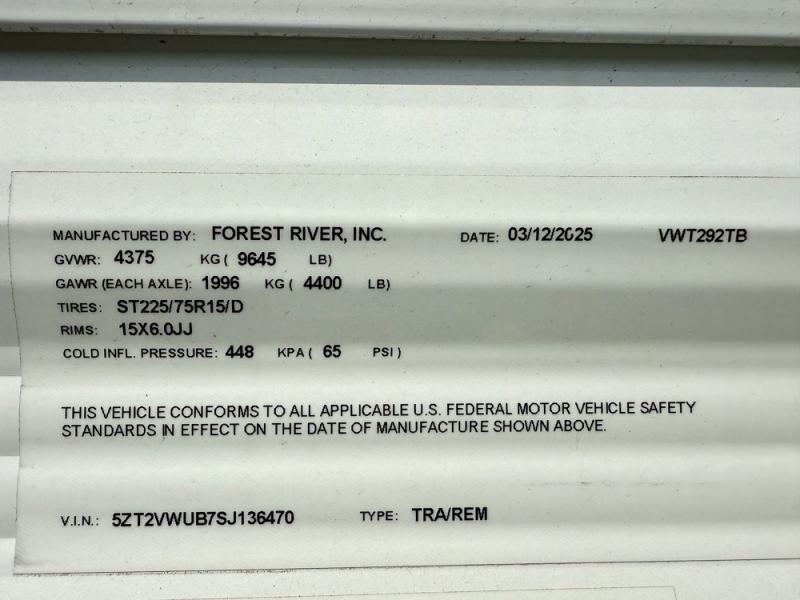 MANUFACTURED BY: FOREST RIVER, INC. DATE: 03/12/2025 VWT292TB
GVWR: 4375 KG ( 9645 LB)
GAWR (EACH AXLE): 1996 KG ( 4400 LB)
TIRES: ST225/75R15/D
RIMS: 15X6.0JJ
COLD INFL. PRESSURE: 448 KPA ( 65 PSI )
THIS VEHICLE CONFORMS TO ALL APPLICABLE U.S. FEDERAL MOTOR VEHICLE SAFETY
STANDARDS IN EFFECT ON THE DATE OF MANUFACTURE SHOWN ABOVE.
V.I.N.: 5ZT2VWUB7SJ136470 TYPE: TRA/REM